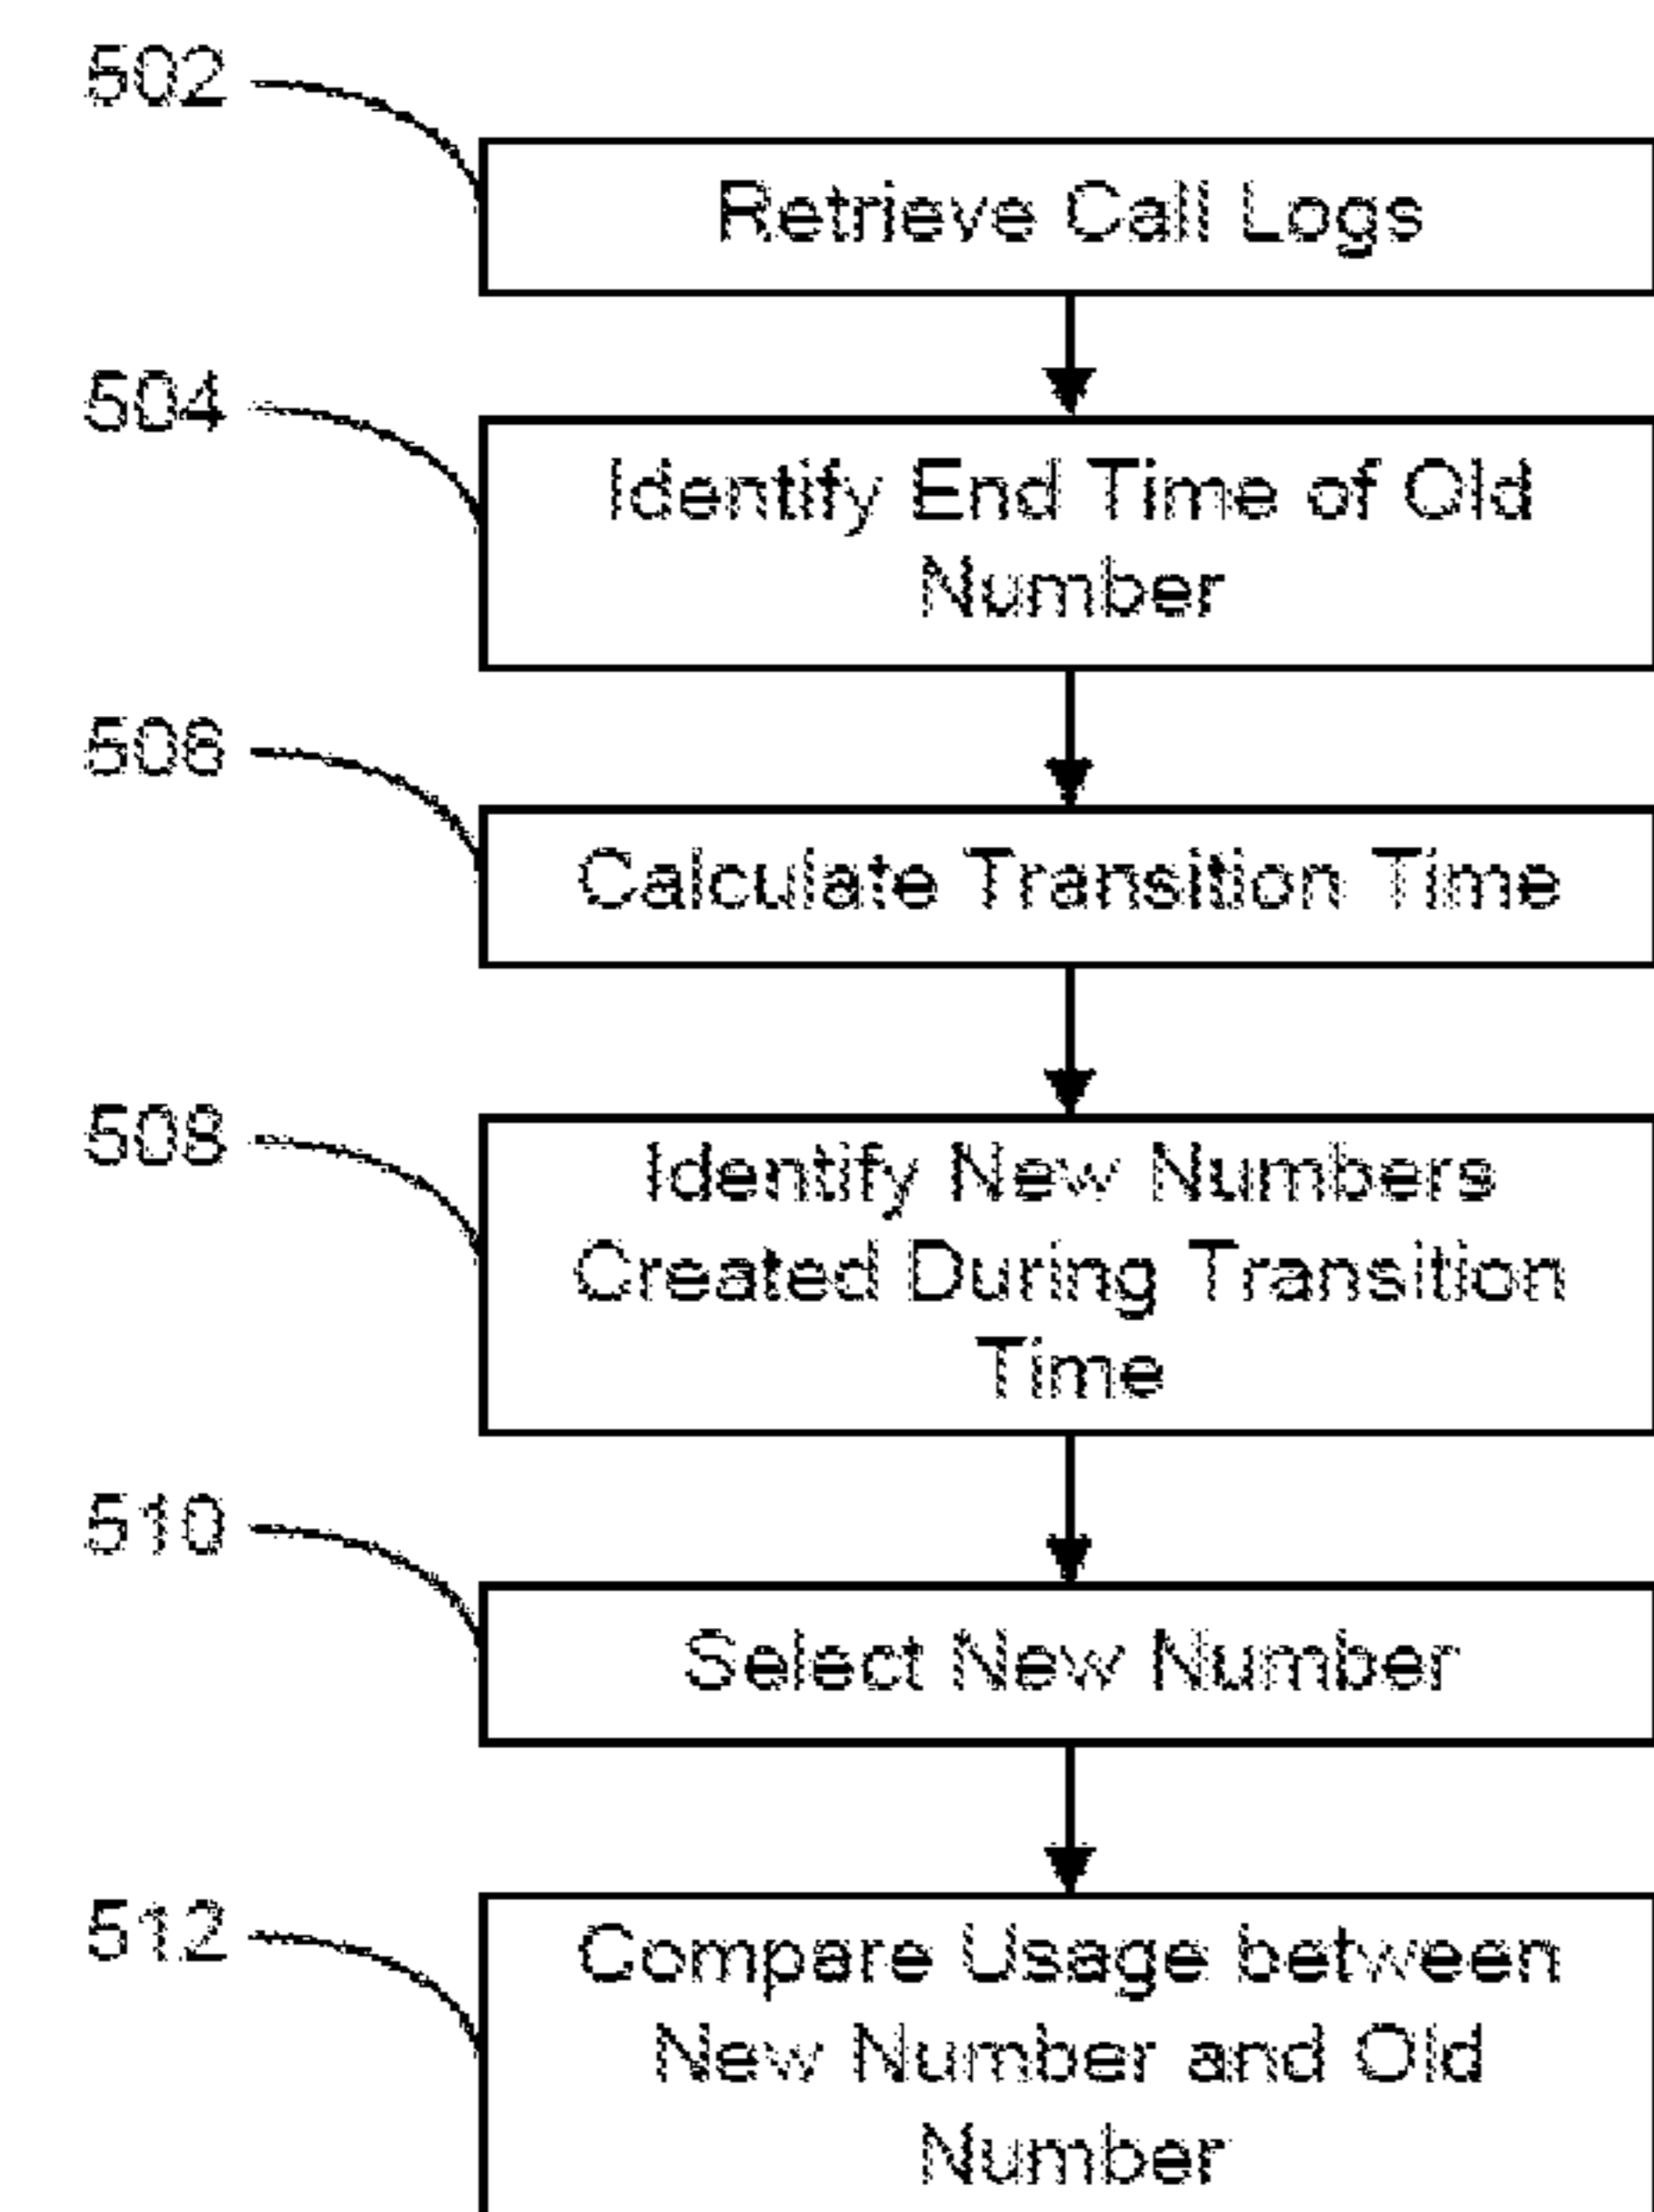 502
Retrieve Call Logs
504
Identify End Time of Old
Number
506
Calculate Transition Time
508
Identify New Numbers
Created During Transition
Time
510
Select New Number
512
Compare Usage between
New Number and Old
Number